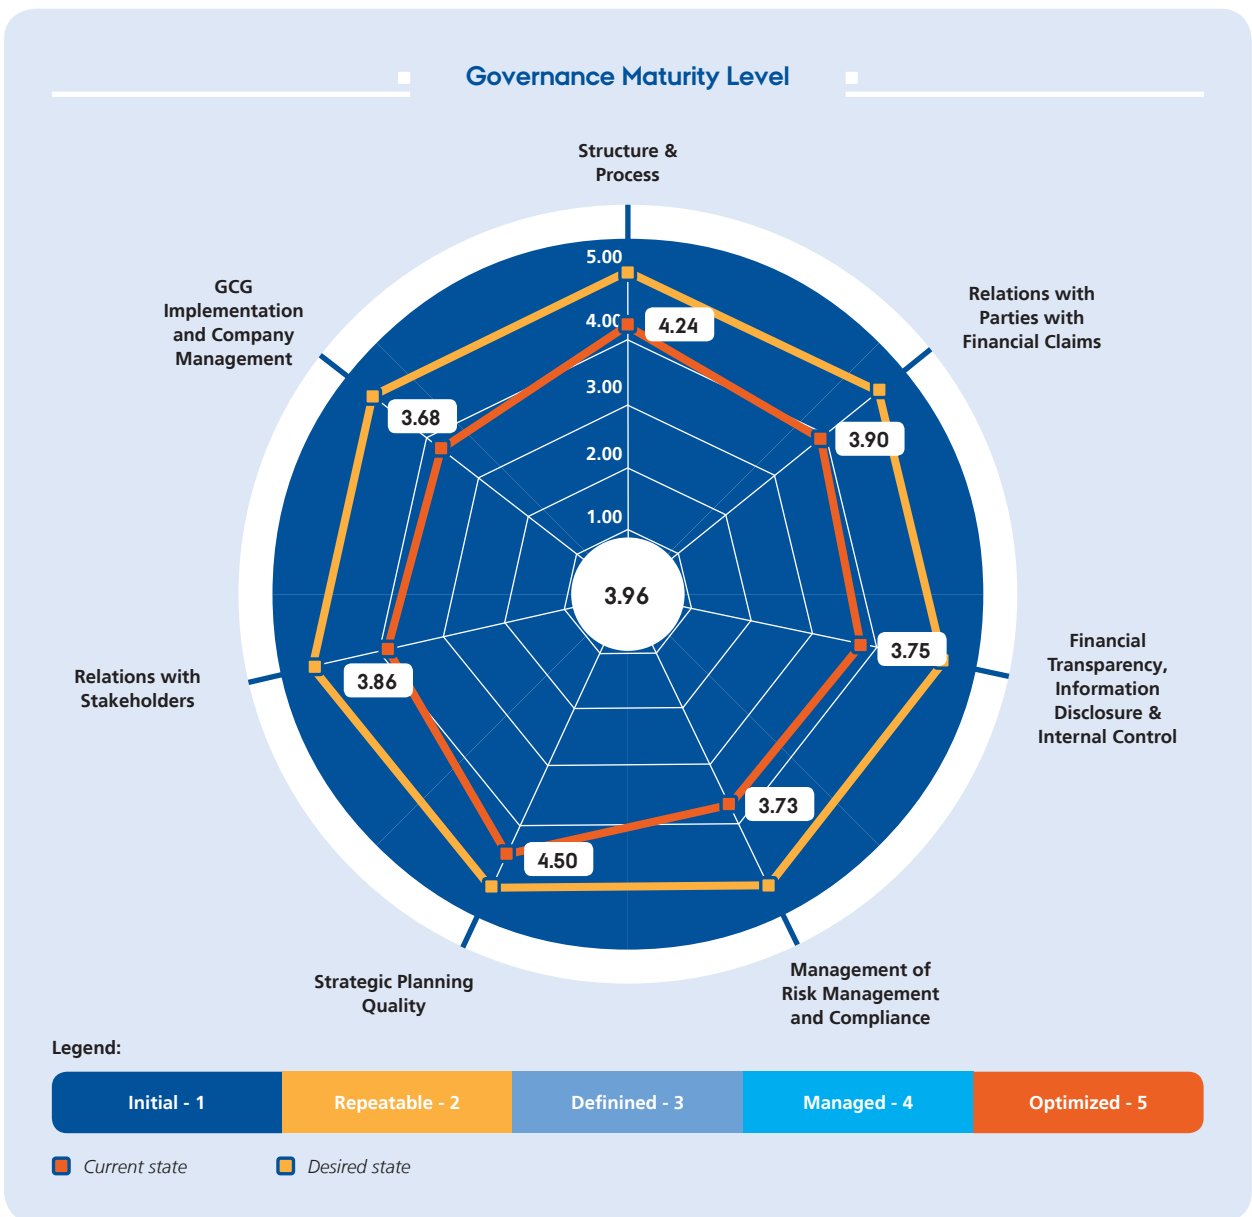 Governance Maturity Level
Structure &
Process
Relations with
Parties with
Financial Claims
Financial
Transparency,
Information
Disclosure &
Internal Control
Management of
Risk Management
and Compliance
Strategic Planning
Quality
Relations with
Stakeholders
GCG
Implementation
and Company
Management
5.00
4.00
3.00
2.00
1.00
4.24
3.90
3.75
3.73
4.50
3.86
3.68
3.96
Legend:
Initial - 1
Repeatable - 2
Definined - 3
Managed - 4
Optimized - 5
Current state
Desired state